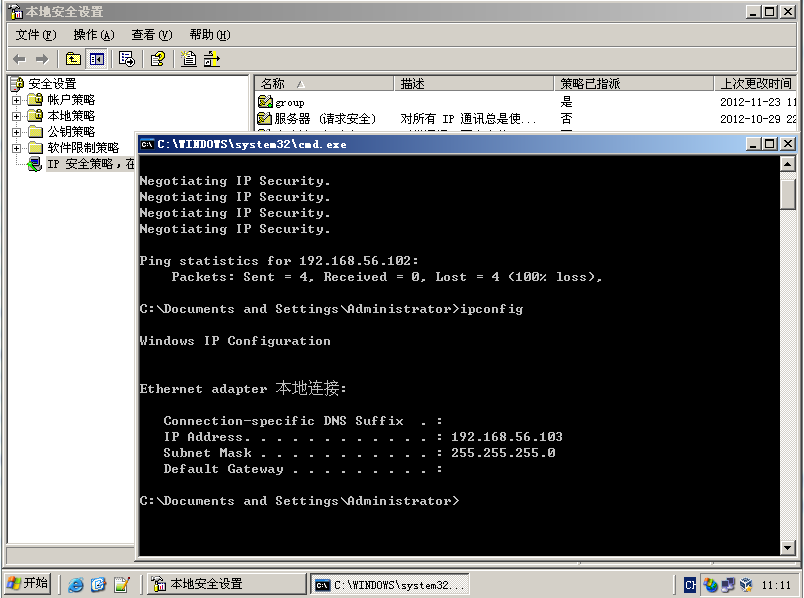 本地安全设置
文件(F) 操作(A) 查看(V) 帮助(H)
安全设置
帐户策略
本地策略
公钥策略
软件限制策略
IP 安全策略，在
名称 描述 策略已指派 上次更改时间
group 是 2012-11-23 11
服务器 (请求安全) 对所有 IP 通讯总是使... 否 2012-10-29 22
C:\WINDOWS\system32\cmd.exe
Negotiating IP Security.
Negotiating IP Security.
Negotiating IP Security.
Negotiating IP Security.
Ping statistics for 192.168.56.102:
Packets: Sent = 4, Received = 0, Lost = 4 (100% loss),
C:\Documents and Settings\Administrator>ipconfig
Windows IP Configuration
Ethernet adapter 本地连接:
Connection-specific DNS Suffix . :
IP Address. . . . . . . . . . . . : 192.168.56.103
Subnet Mask . . . . . . . . . . . : 255.255.255.0
Default Gateway . . . . . . . . . :
C:\Documents and Settings\Administrator>
开始 本地安全设置 C:\WINDOWS\system32... CH 11:11